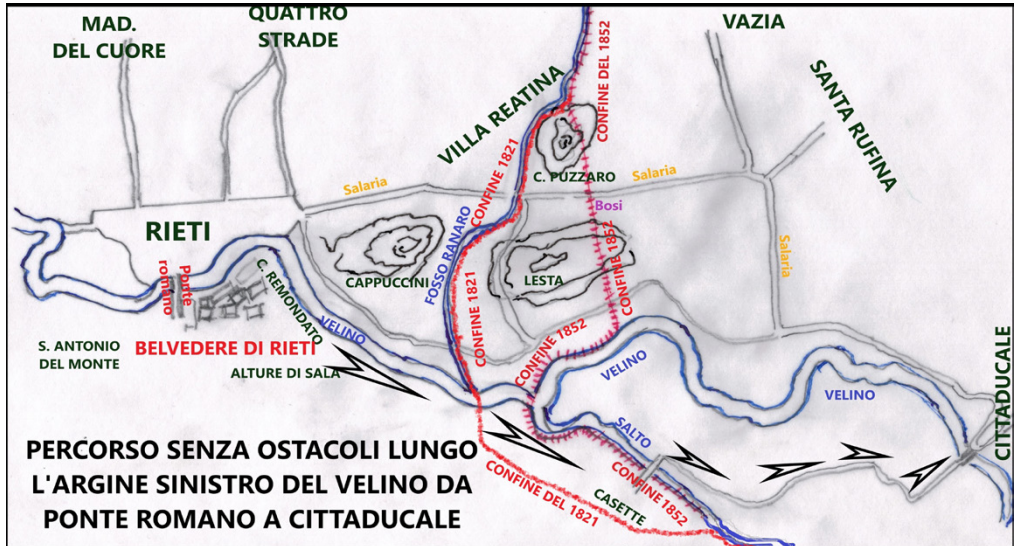 MAD.
DEL CUORE
QUATTRO
STRADE
VAZIA
SANTA RUFINA
VILLA REATINA
CONFINE DEL 1852
CONFINE 1821
C. PUZZARO
Salaria
Salaria
Bosi
Salaria
RIETI
Ponte
romano
C. REMONDATO
CAPPUCCINI
FOSSO RANARO
LESTA
CONFINE 1852
CONFINE 1821
VELINO
S. ANTONIO
DEL MONTE
BELVEDERE DI RIETI
ALTURE DI SALA
CONFINE 1852
VELINO
VELINO
SALTO
CITTADUCALE
PERCORSO SENZA OSTACOLI LUNGO
L'ARGINE SINISTRO DEL VELINO DA
PONTE ROMANO A CITTADUCALE
CONFINE DEL 1821
CASETTE
CONFINE 1852